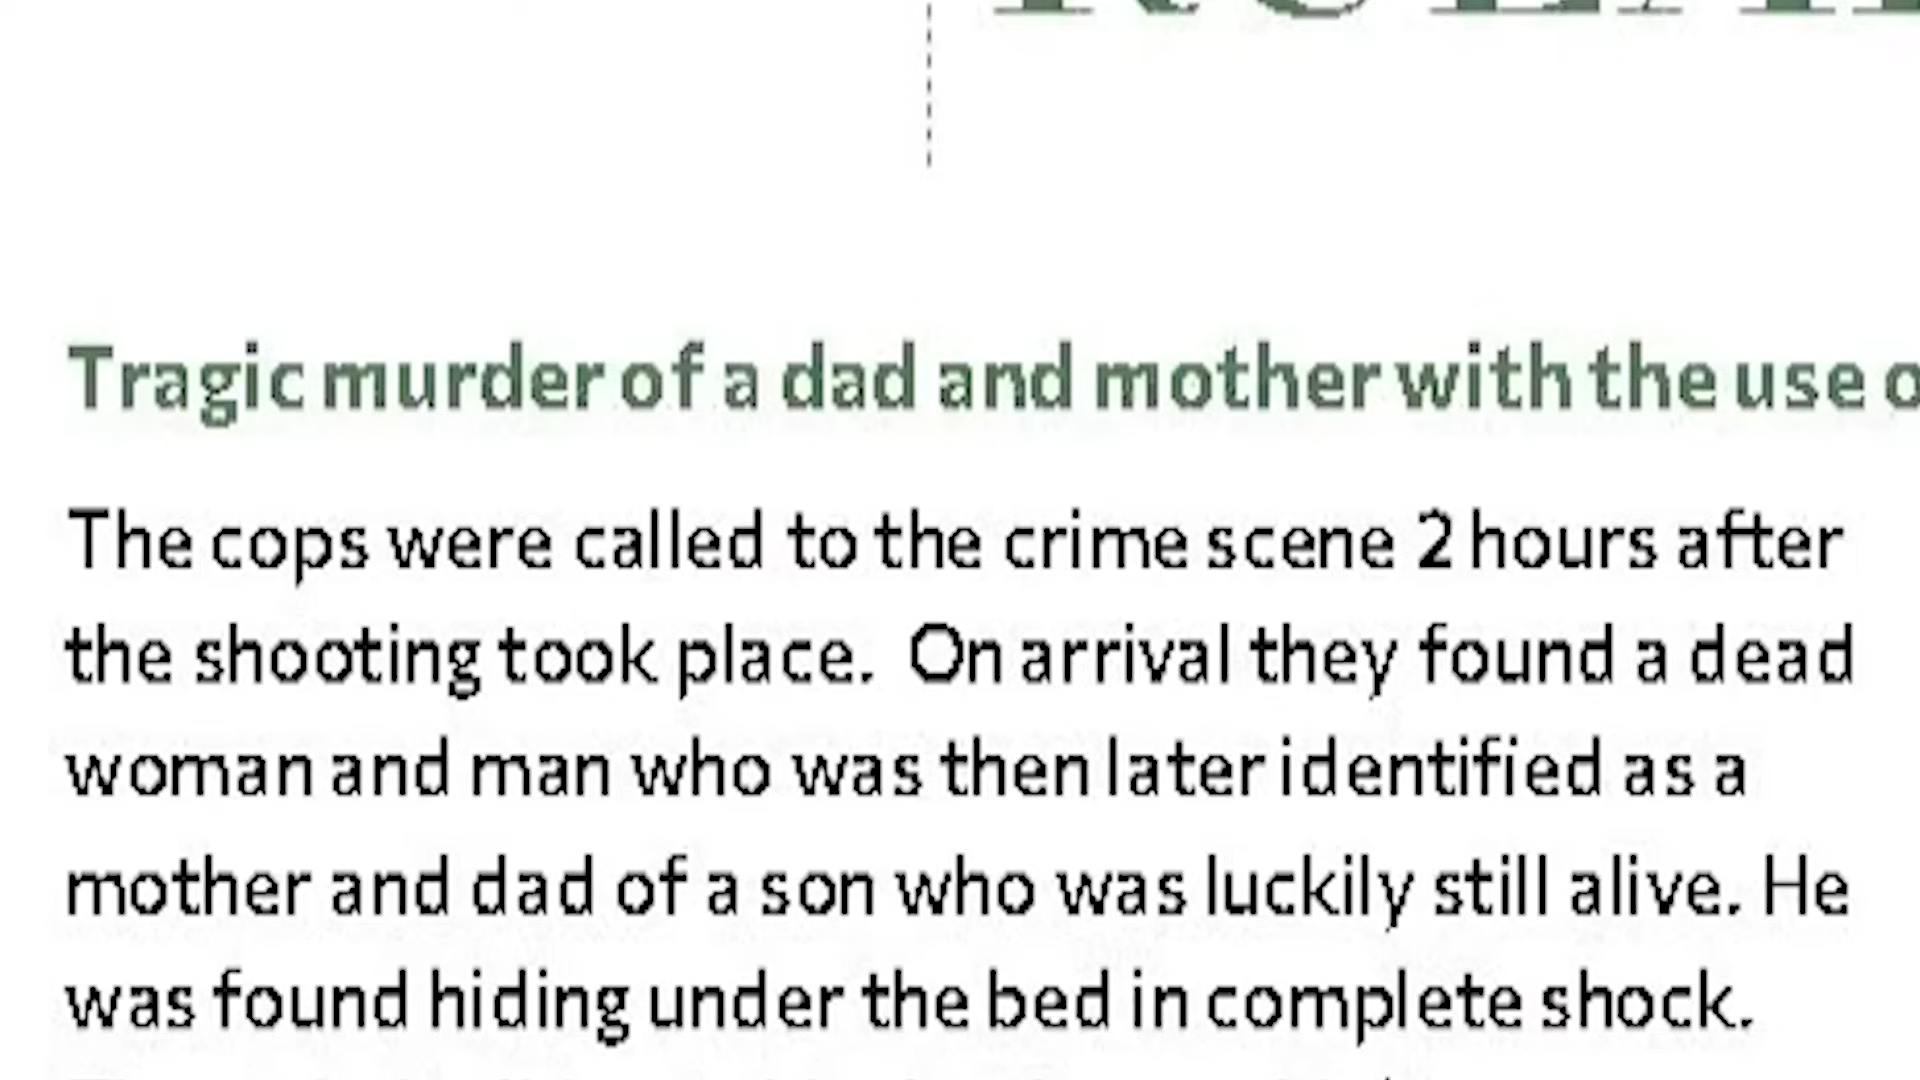 Tragic murder of a dad and mother with the use
The cops were called to the crime scene 2 hours after
the shooting took place. On arrival they found a dead
woman and man who was then later identified as a
mother and dad of a son who was luckily still alive. He
was found hiding under the bed in complete shock.